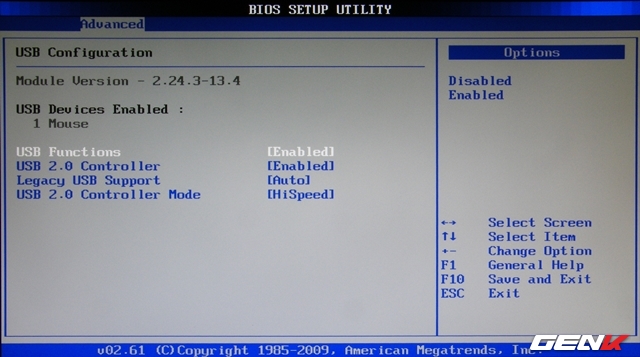 BIOS SETUP UTILITY
Advanced
USB Configuration
Module Version - 2.24.3-13.4
USB Devices Enabled :
1 Mouse
USB Functions [Enabled]
USB 2.0 Controller [Enabled]
Legacy USB Support [Auto]
USB 2.0 Controller Mode [HiSpeed]
Options
Disabled
Enabled
←→ Select Screen
↑↓ Select Item
+- Change Option
F1 General Help
F10 Save and Exit
ESC Exit
v02.61 (C)Copyright 1985-2009, American Megatrends, Inc.
GENK